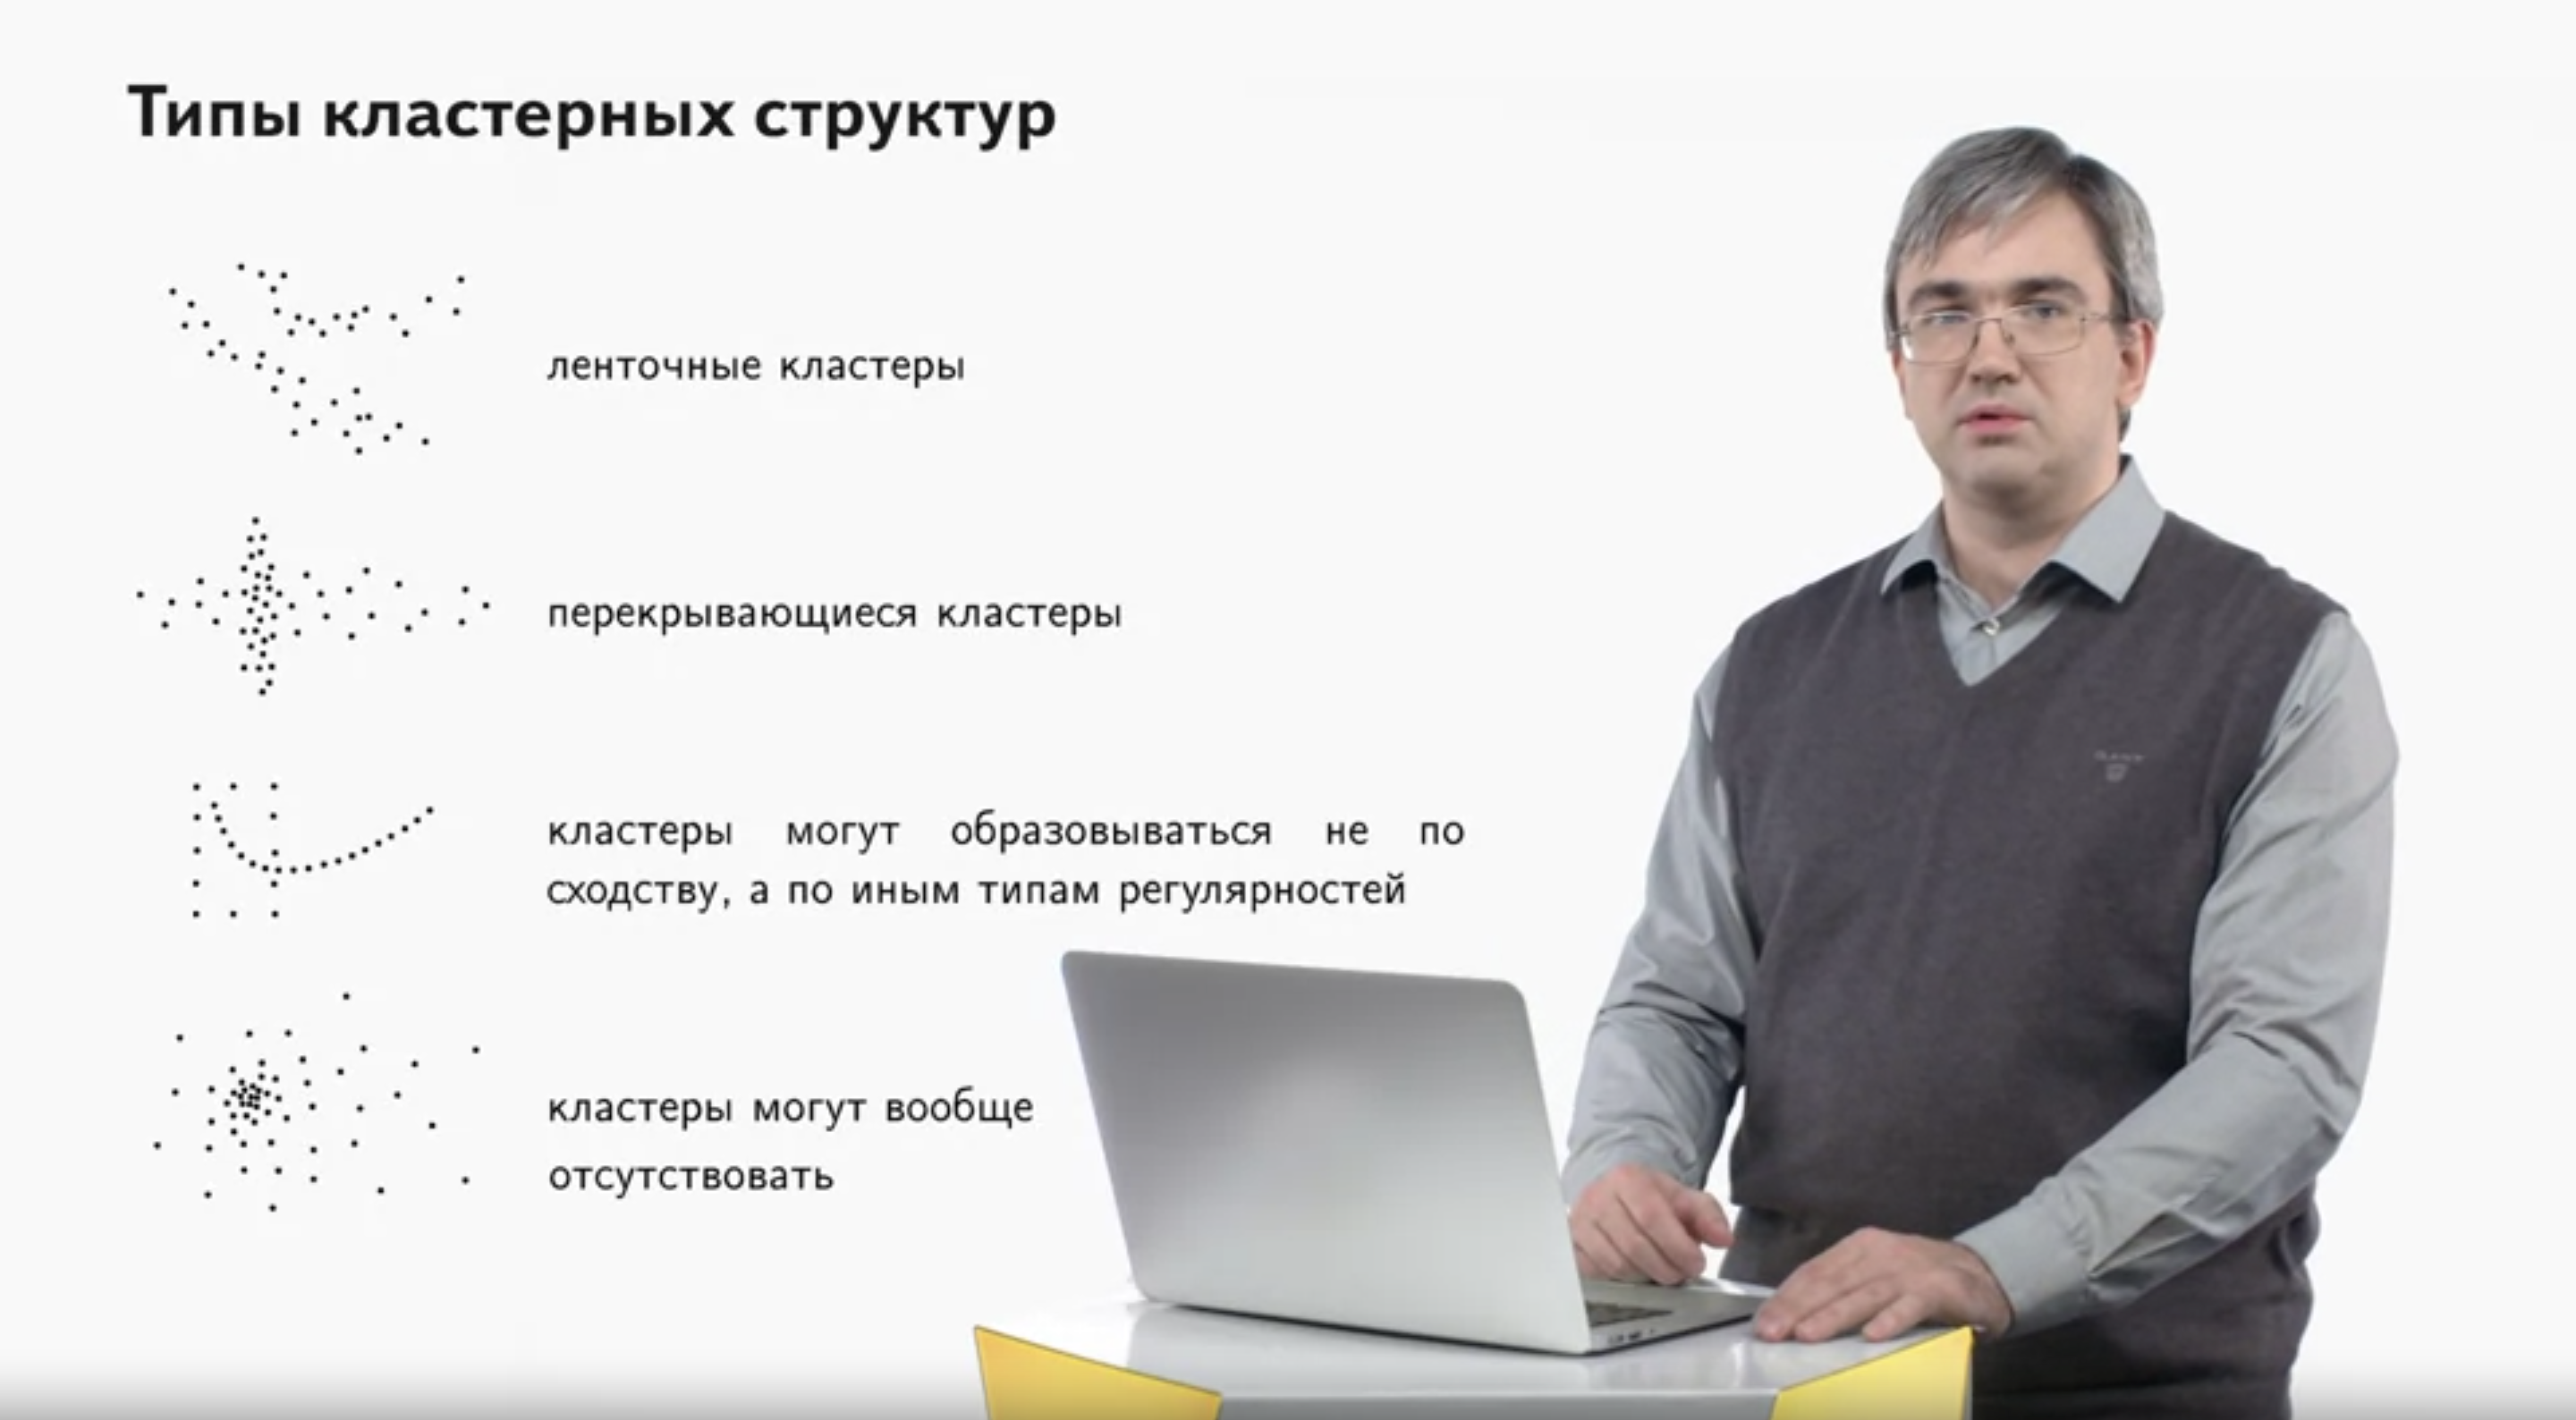 Типы кластерных структур
ленточные кластеры
перекрывающиеся кластеры
кластеры могут образовываться не по
сходству, а по иным типам регулярностей
кластеры могут вообще
отсутствовать
GANT